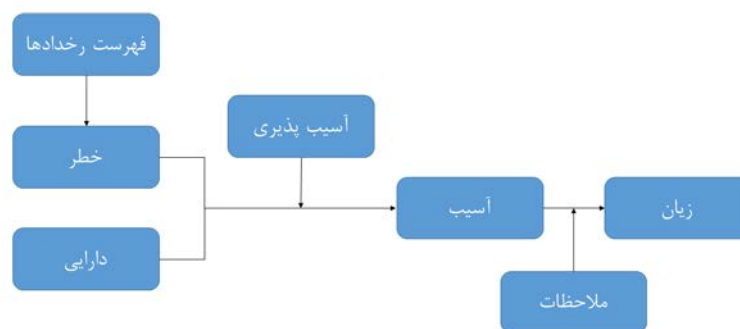 فهرست رخدادها
آسیب پذیری
خطر
آسیب
زیان
دارایی
ملاحظات